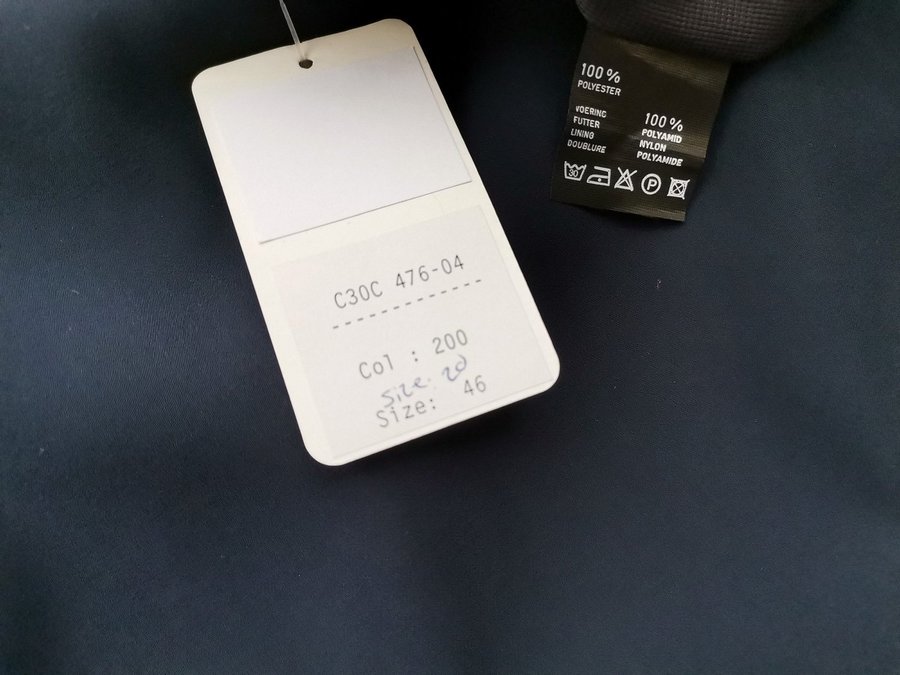 C30C 476-04
-------------
Col : 200
size 20
Size: 46
100 %
POLYESTER
VOERING
FUTTER
LINING
DOUBLURE
100 %
POLYAMID
NYLON
POLYAMIDE
30
P